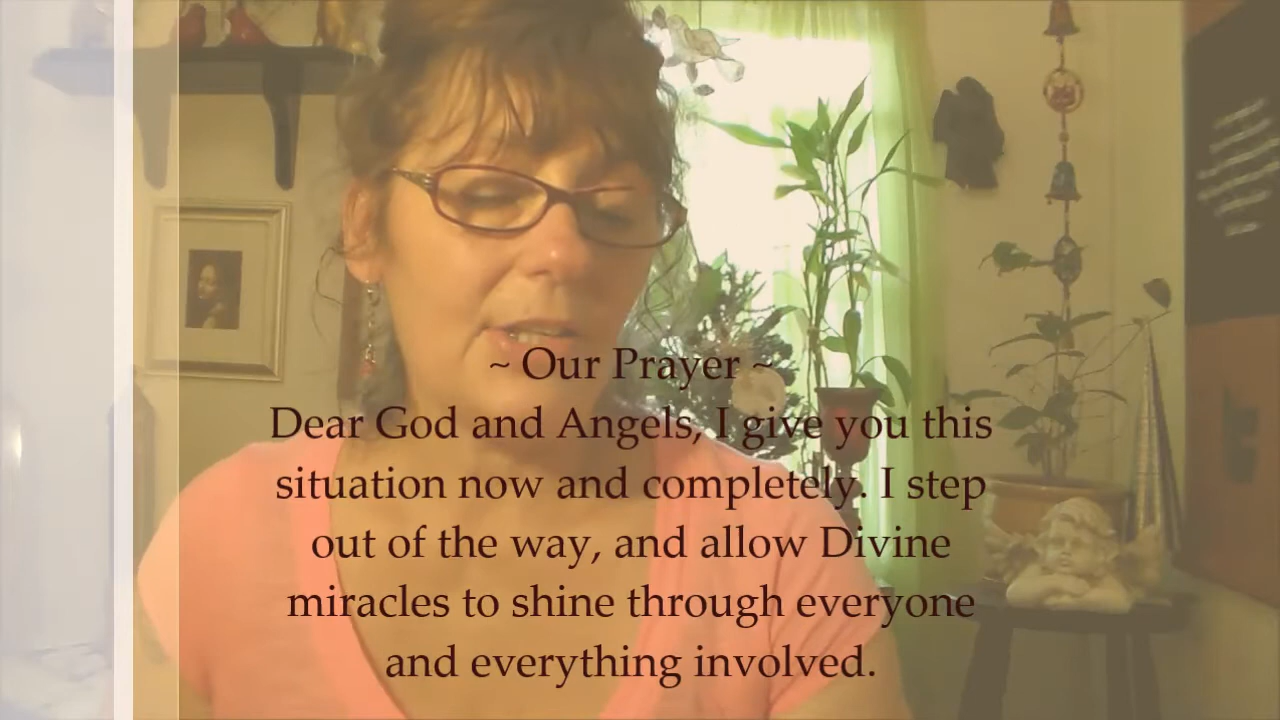 ~ Our Prayer ~
Dear God and Angels, I give you this
situation now and completely. I step
out of the way, and allow Divine
miracles to shine through everyone
and everything involved.